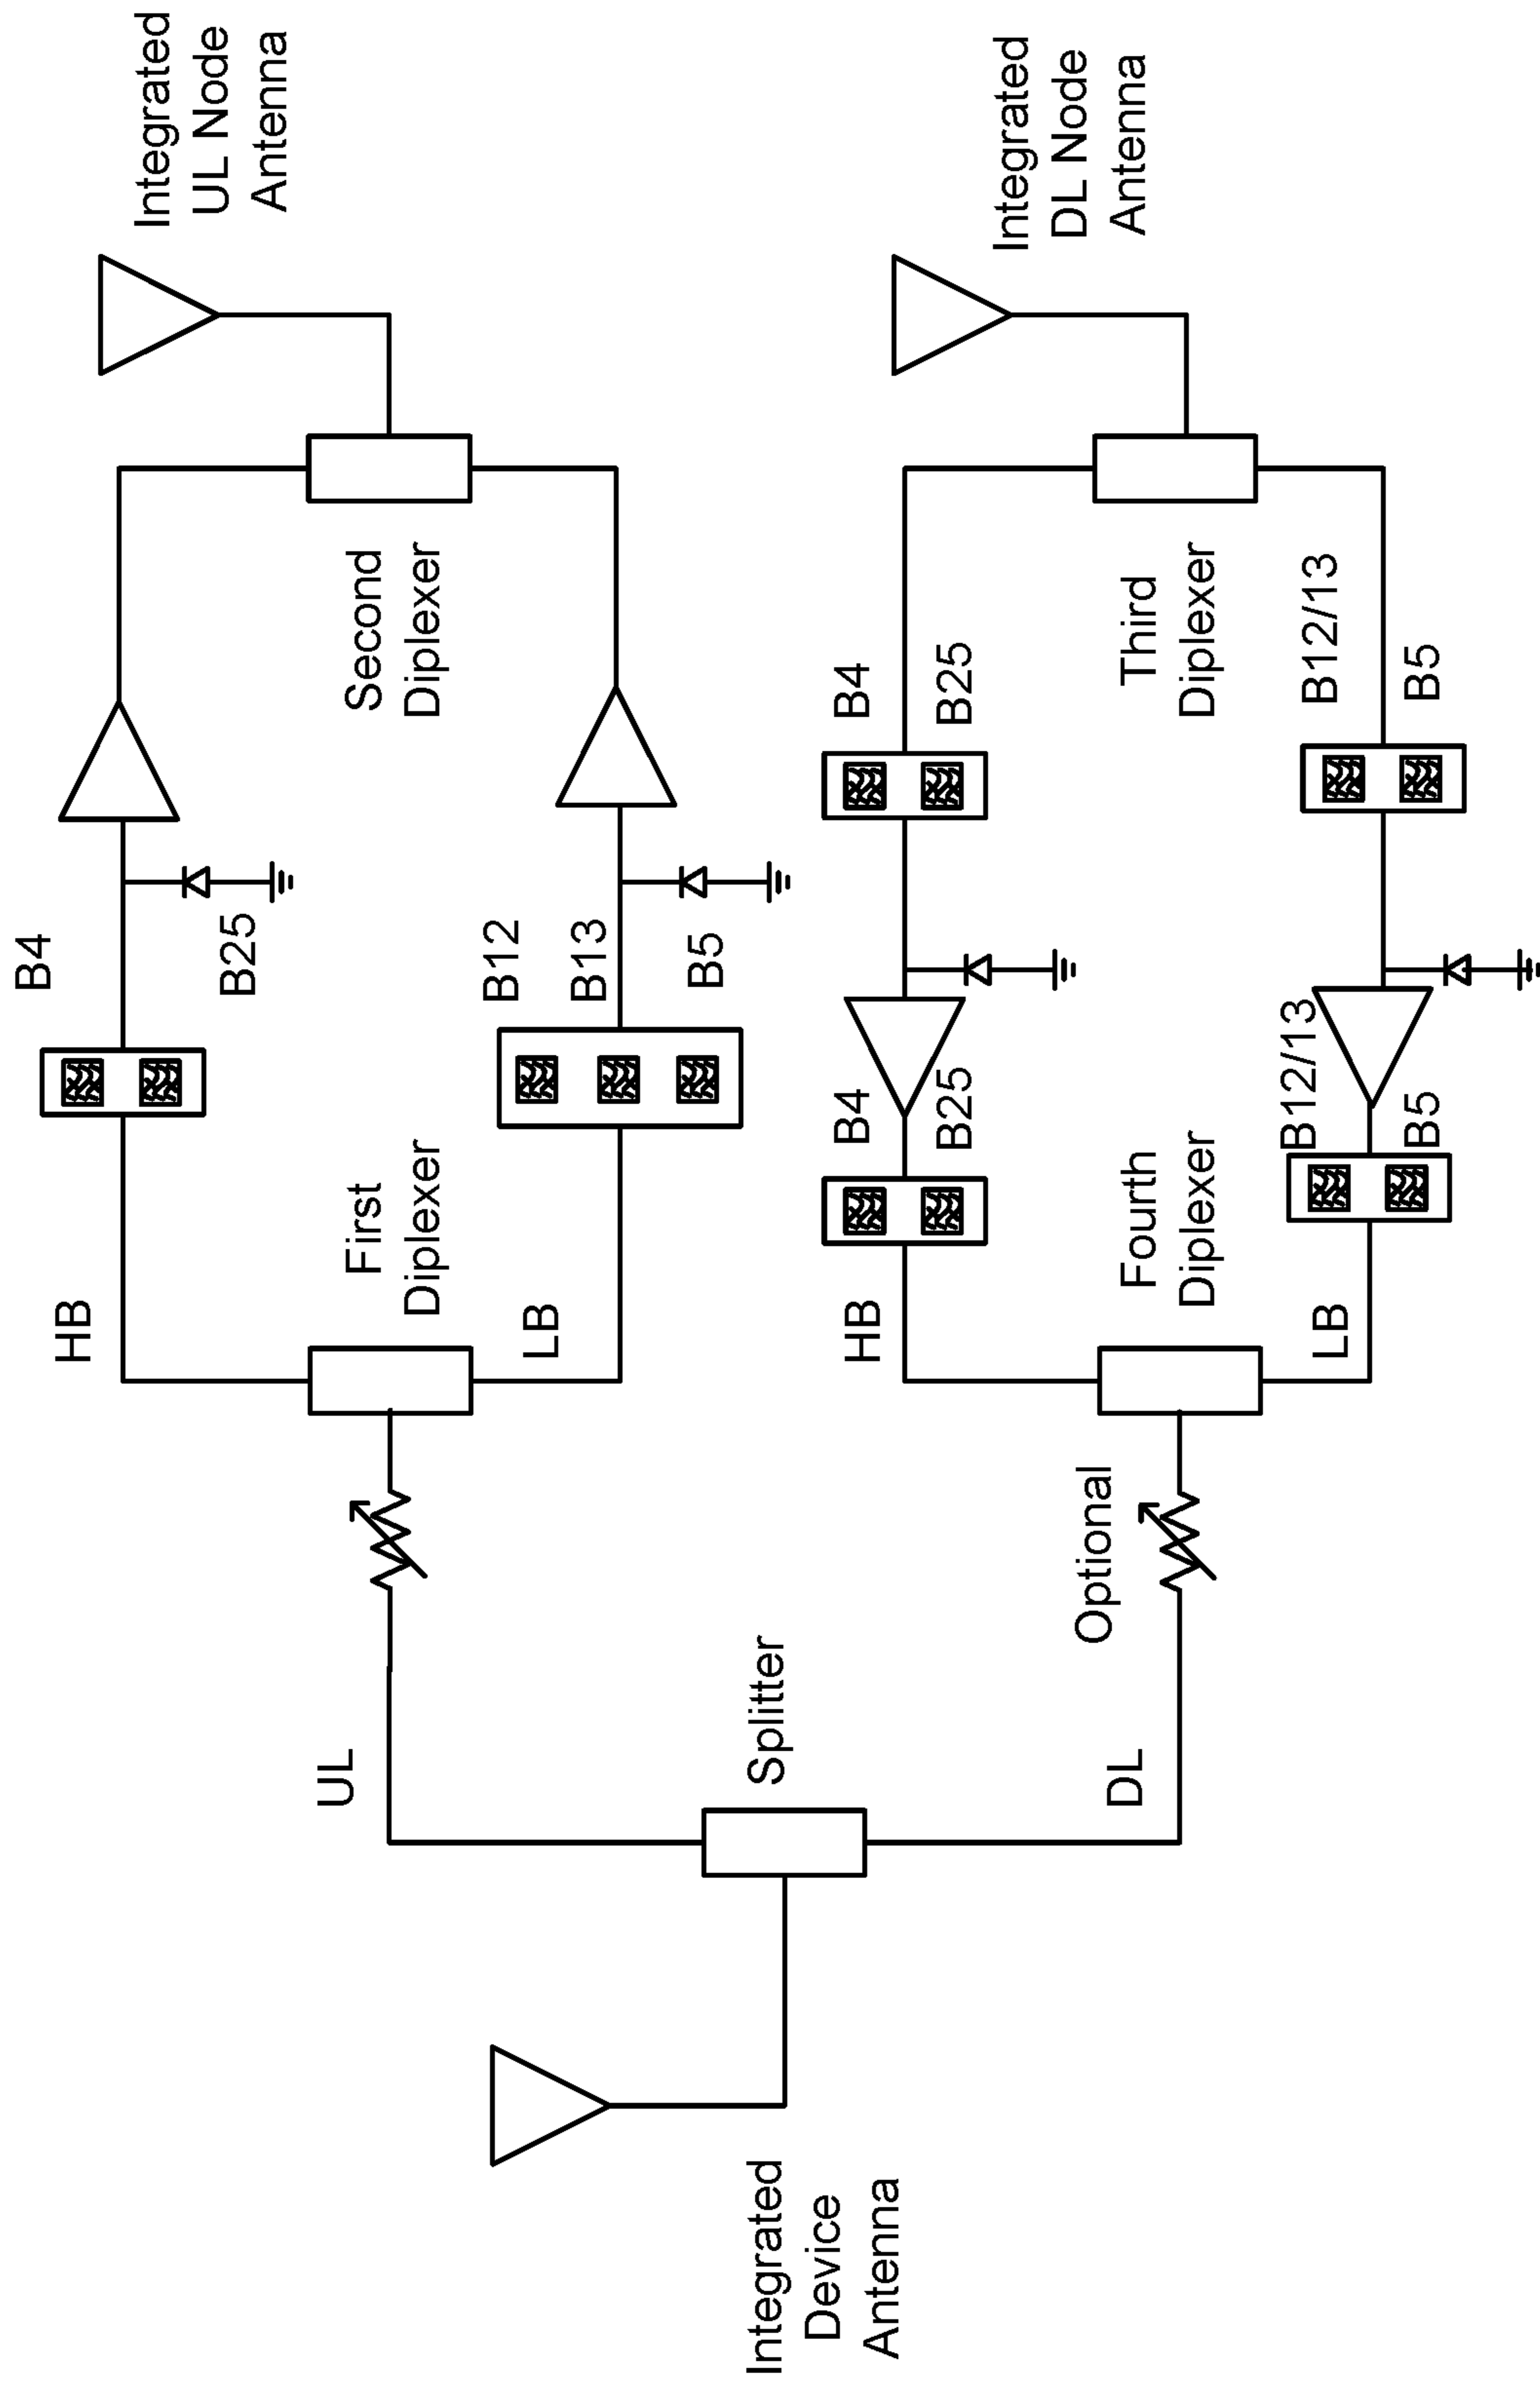 Integrated
UL Node
Antenna
Integrated
DL Node
Antenna
Second
Diplexer
Third
Diplexer
B4
B25
B12/13
B5
B4
B25
B12
B13
B5
B4
B25
B12/13
B5
First
Diplexer
Fourth
Diplexer
HB
LB
HB
LB
Optional
UL
Splitter
DL
Integrated
Device
Antenna